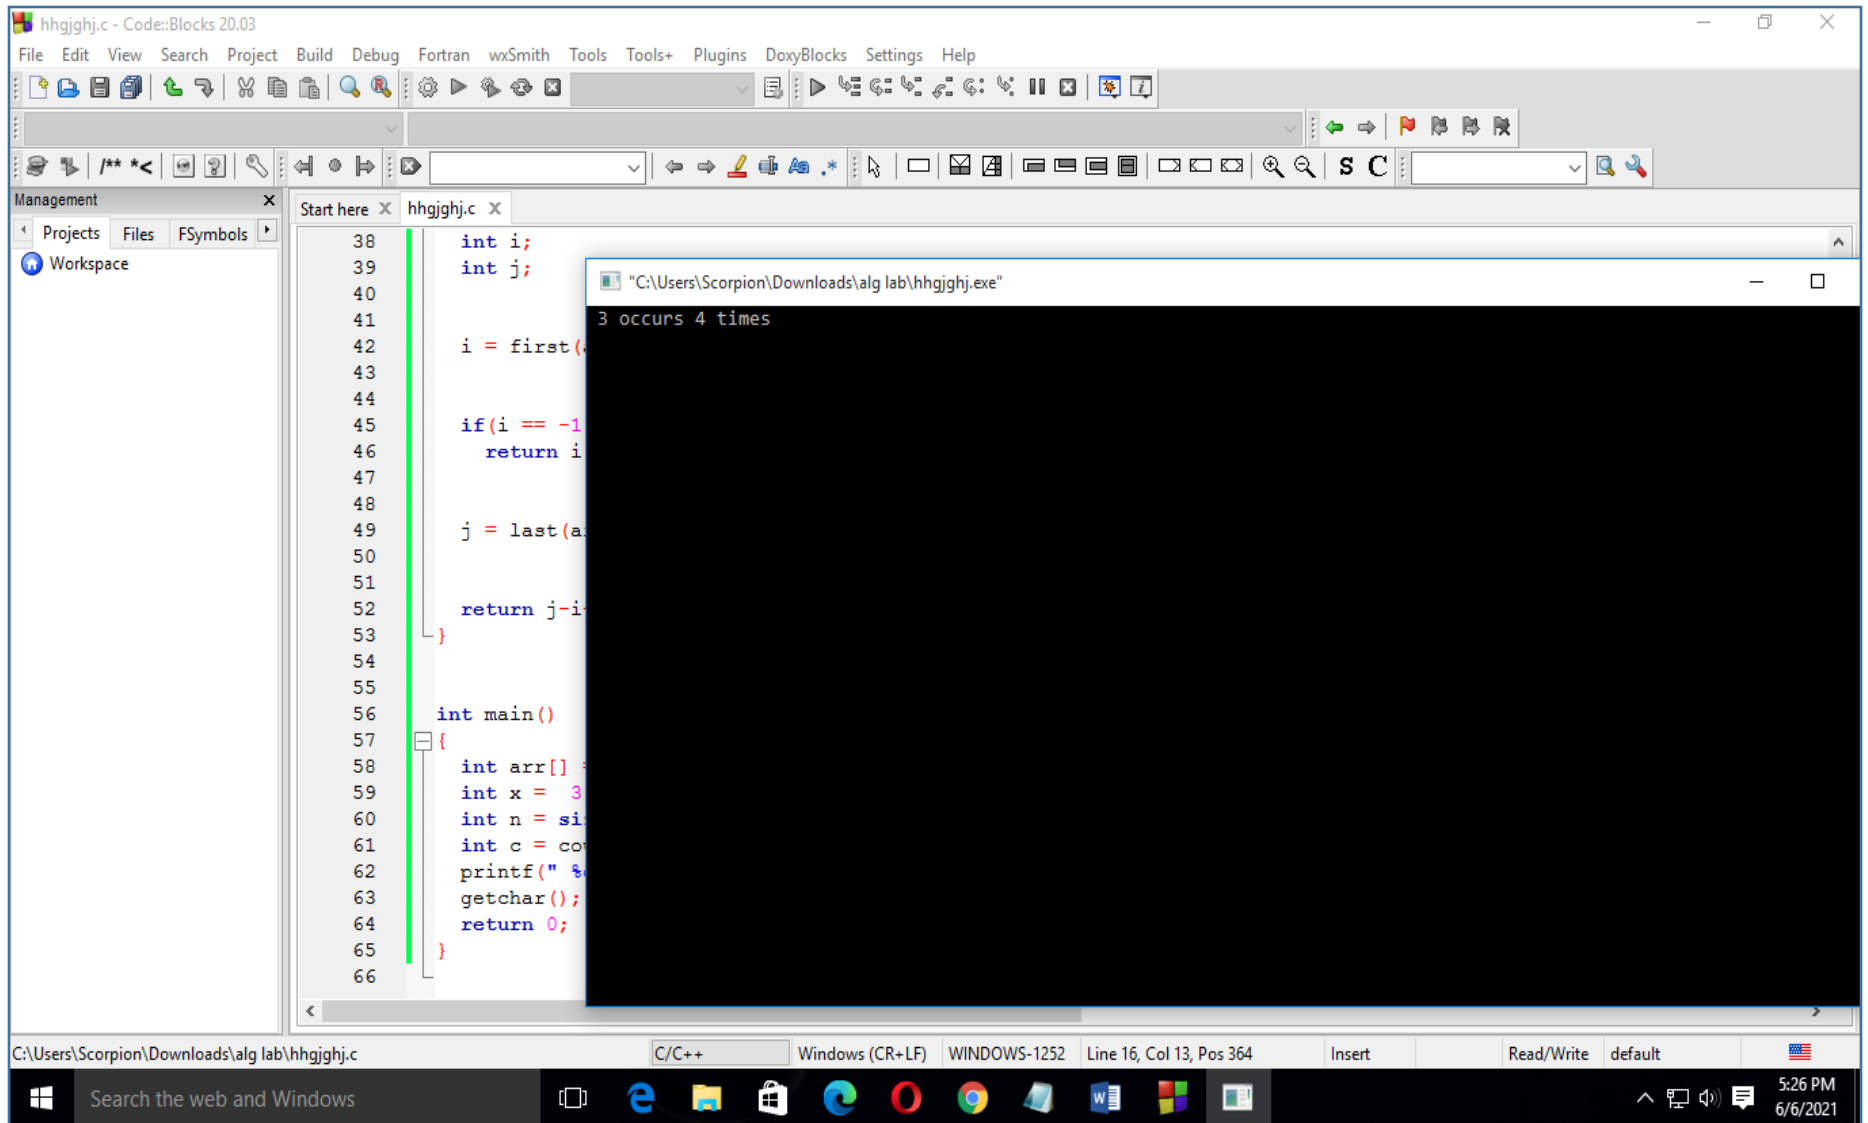 hhgjghj.c - Code::Blocks 20.03
File Edit View Search Project Build Debug Fortran wxSmith Tools Tools+ Plugins DoxyBlocks Settings Help
/** *< S C
Management
Projects Files FSymbols
Workspace
Start here hhgjghj.c
38 int i;
39 int j;
40
41
42 i = first(
43
44
45 if(i == -1
46 return i
47
48
49 j = last(a
50
51
52 return j-i
53 }
54
55
56 int main()
57 {
58 int arr[] =
59 int x = 3
60 int n = si
61 int c = co
62 printf(" %
63 getchar();
64 return 0;
65 }
66
"C:\Users\Scorpion\Downloads\alg lab\hhgjghj.exe"
3 occurs 4 times
C:\Users\Scorpion\Downloads\alg lab\hhgjghj.c C/C++ Windows (CR+LF) WINDOWS-1252 Line 16, Col 13, Pos 364 Insert Read/Write default
Search the web and Windows
5:26 PM
6/6/2021